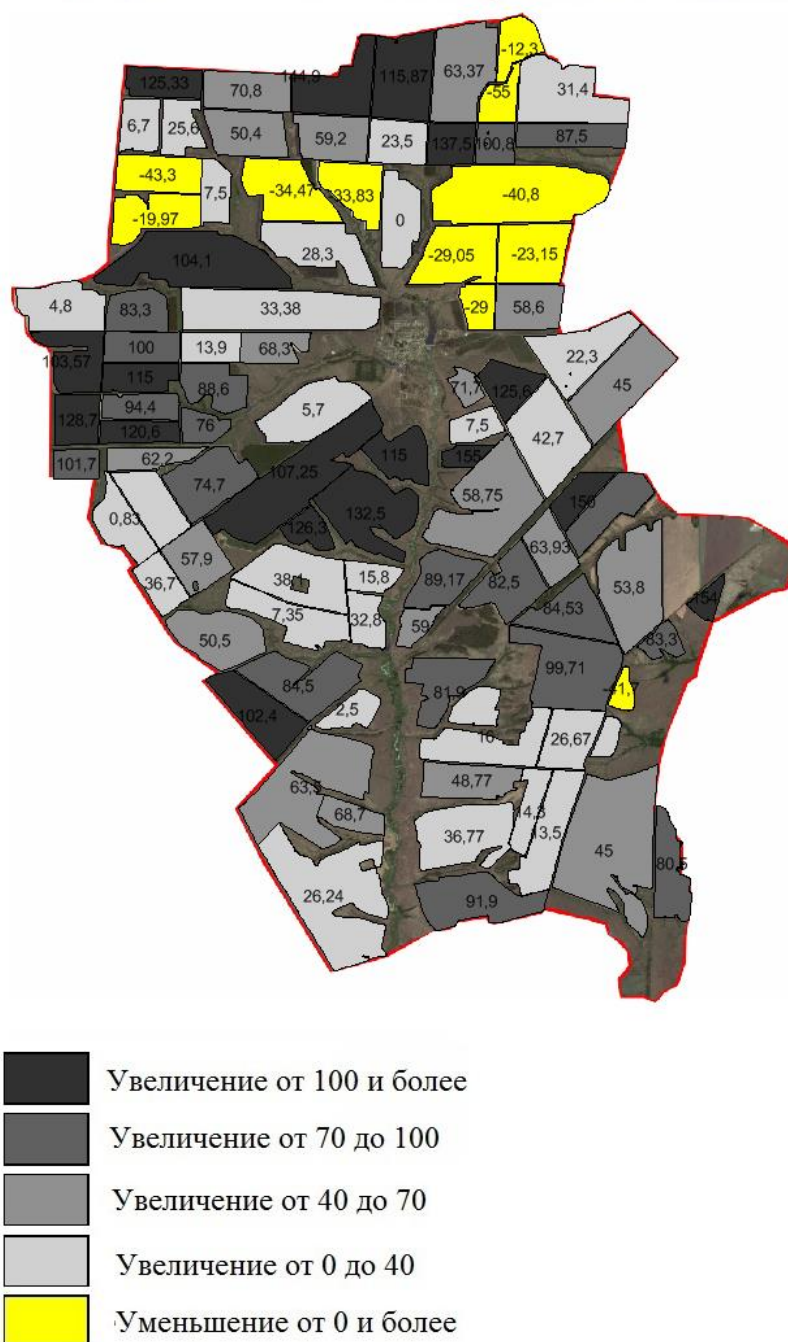 -12,3
125,33 70,8 144,9 115,87 63,37 -55 31,4
6,7 25,6 50,4 59,2 23,5 137,5 100,8 87,5
-43,3 7,5 -34,47 -33,83 0 -40,8
-19,97
104,1 28,3 -29,05 -23,15
4,8 83,3 33,38 -29 58,6
103,57 100 13,9 68,3 22,3
115 88,6 71,7 125,6 45
128,7 94,4 5,7 42,7
120,6 76 7,5
101,7 62,2 107,25 115 155
74,7 58,75
0,83 126,3 132,5 150
57,9 63,93
36,7 38,1 15,8 89,17 82,5 53,8 -154
7,35 32,8 59 84,53
50,5 83,3
84,5 81,9 99,71 -41,7
102,4 2,5
16 26,67
63,5 48,77
68,7 14,3
36,77 13,5 45 80,5
26,24
91,9
Увеличение от 100 и более
Увеличение от 70 до 100
Увеличение от 40 до 70
Увеличение от 0 до 40
Уменьшение от 0 и более